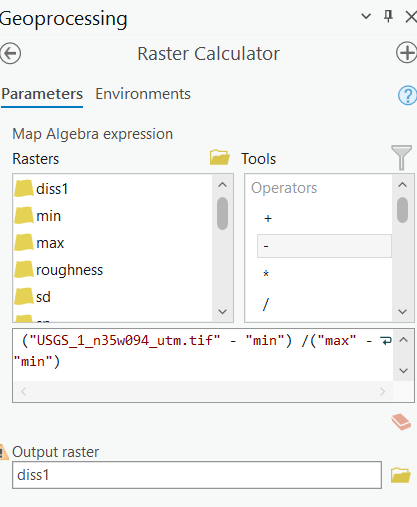 Geoprocessing
Raster Calculator
Parameters Environments
Map Algebra expression
Rasters Tools
diss1 Operators
min +
max -
roughness *
sd /
("USGS_1_n35w094_utm.tif" - "min") /("max" -
"min")
Output raster
diss1